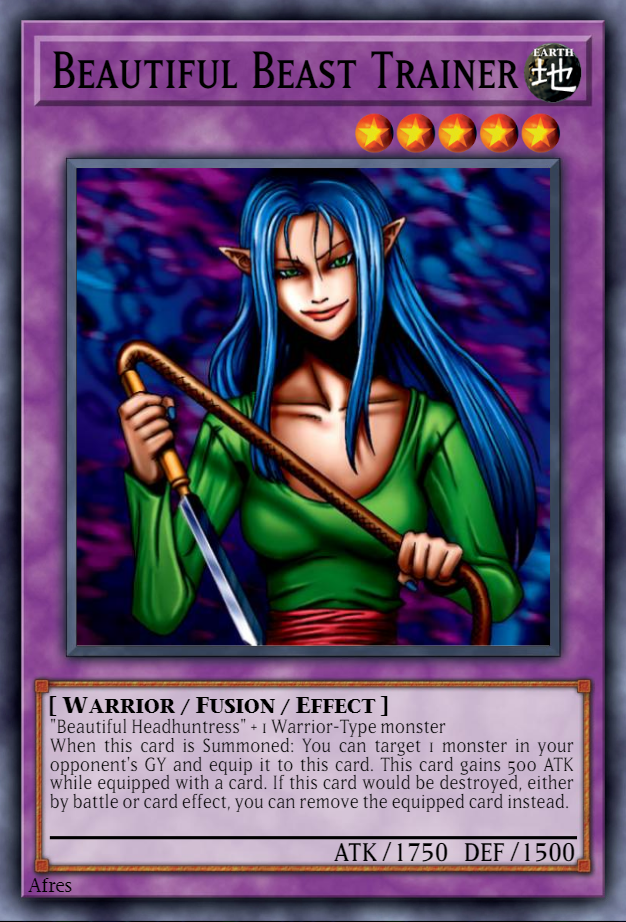 Beautiful Beast Trainer
EARTH
地
[ Warrior / Fusion / Effect ]
"Beautiful Headhuntress" + 1 Warrior-Type monster
When this card is Summoned: You can target 1 monster in your
opponent's GY and equip it to this card. This card gains 500 ATK
while equipped with a card. If this card would be destroyed, either
by battle or card effect, you can remove the equipped card instead.
ATK/1750 DEF/1500
Afres